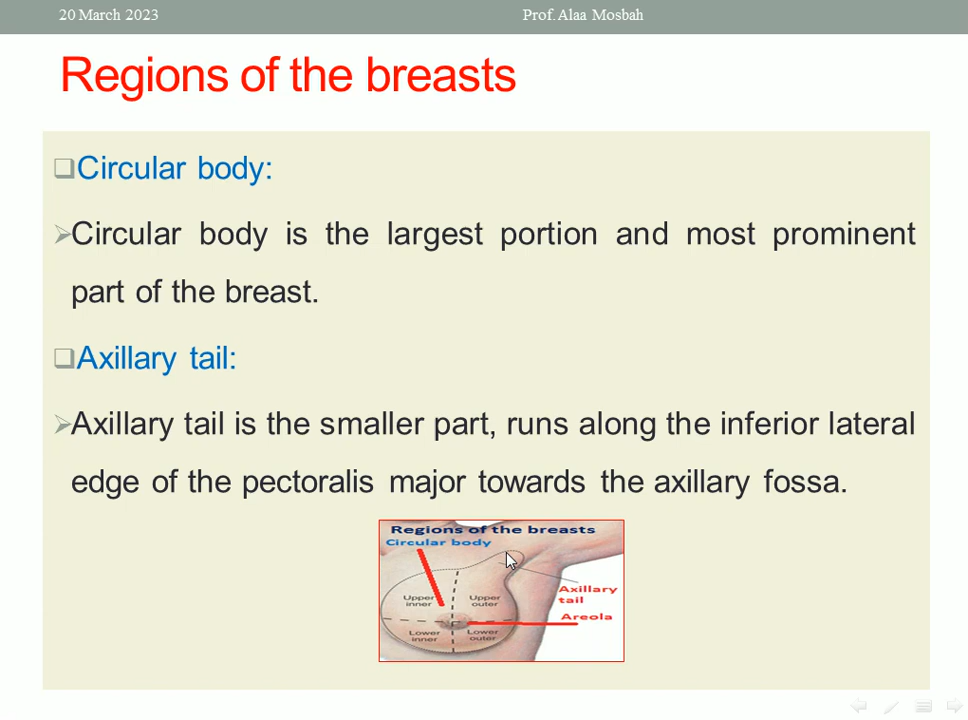 20 March 2023 Prof. Alaa Mosbah
Regions of the breasts
Circular body:
Circular body is the largest portion and most prominent
part of the breast.
Axillary tail:
Axillary tail is the smaller part, runs along the inferior lateral
edge of the pectoralis major towards the axillary fossa.
Regions of the breasts
Circular body
Axillary
tail
Upper
inner
Upper
outer
Areola
Lower
inner
Lower
outer